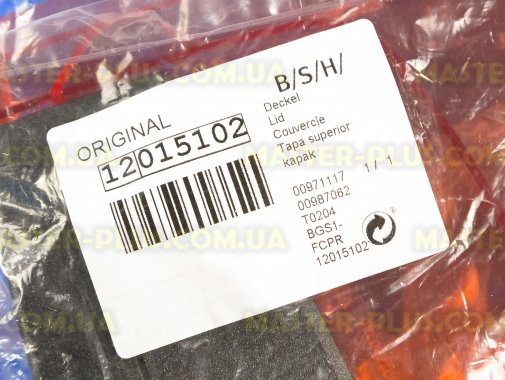 B/S/H/
ORIGINAL
12015102
Deckel
Lid
Couvercle
Tapa superior
kapak
00971117 1 / 1
00987062
T0204
BGS1-
FCPR
12015102
MASTER-PLUS.COM.UA